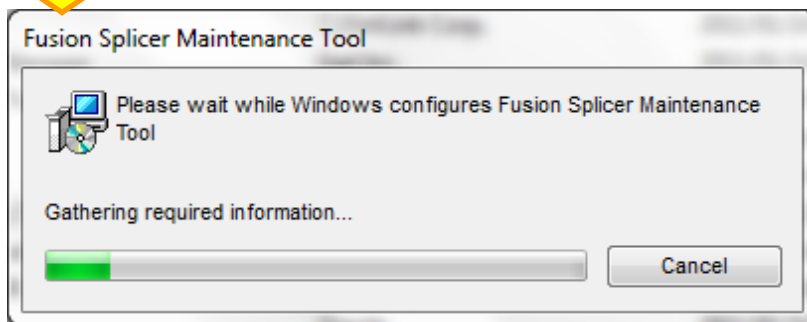 Fusion Splicer Maintenance Tool
Please wait while Windows configures Fusion Splicer Maintenance
Tool
Gathering required information...
Cancel